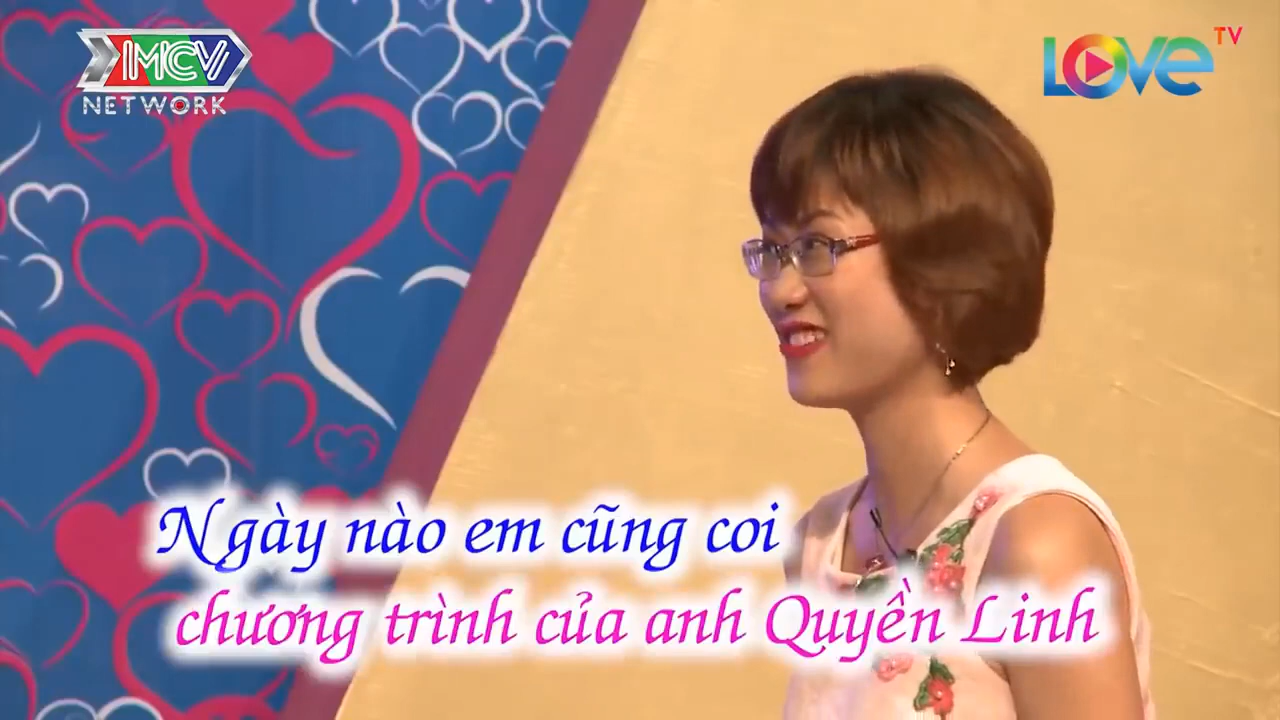 MCV
NETWORK
LOVE TV
Ngày nào em cũng coi
chương trình của anh Quyền Linh